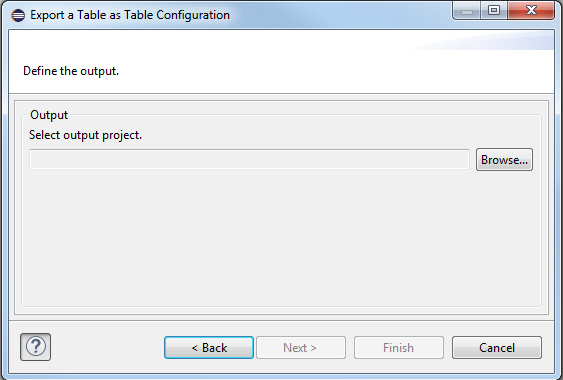 Export a Table as Table Configuration
Define the output.
Output
Select output project.
Browse...
?
< Back
Next >
Finish
Cancel